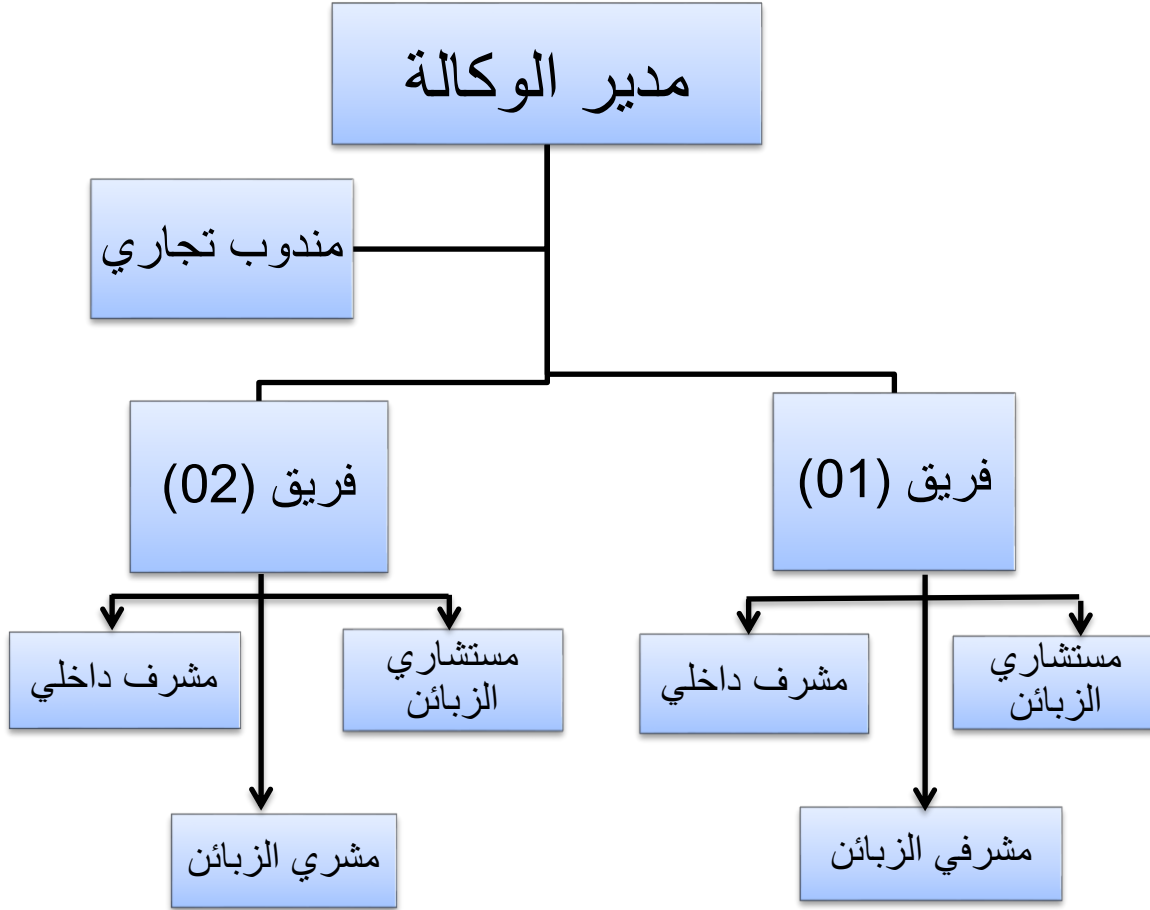 مدير الوكالة
مندوب تجاري
فريق (01)
فريق (02)
مستشاري
الزبائن
مشرف داخلي
مستشاري
الزبائن
مشرف داخلي
مشرفي الزبائن
مشري الزبائن